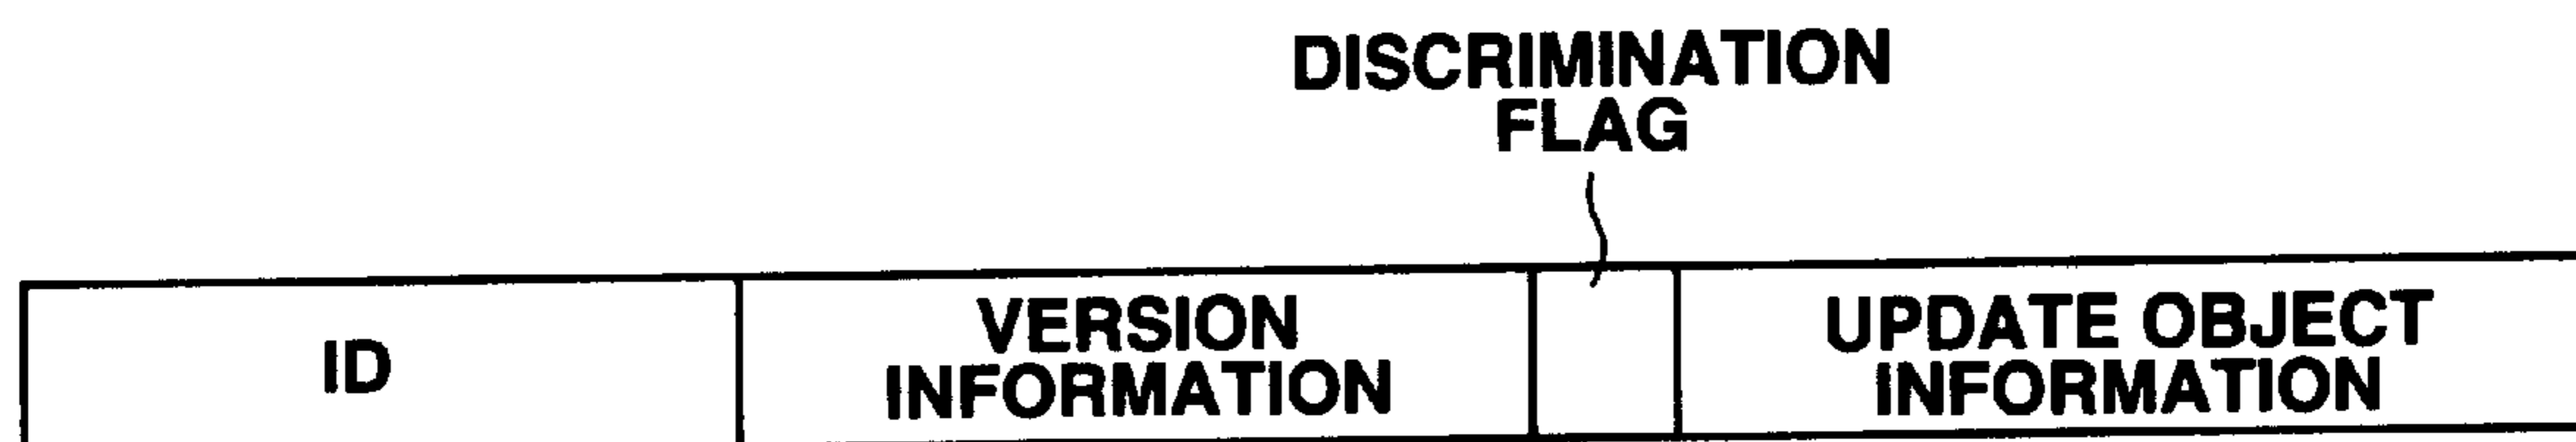 DISCRIMINATION
FLAG
ID
VERSION
INFORMATION
UPDATE OBJECT
INFORMATION